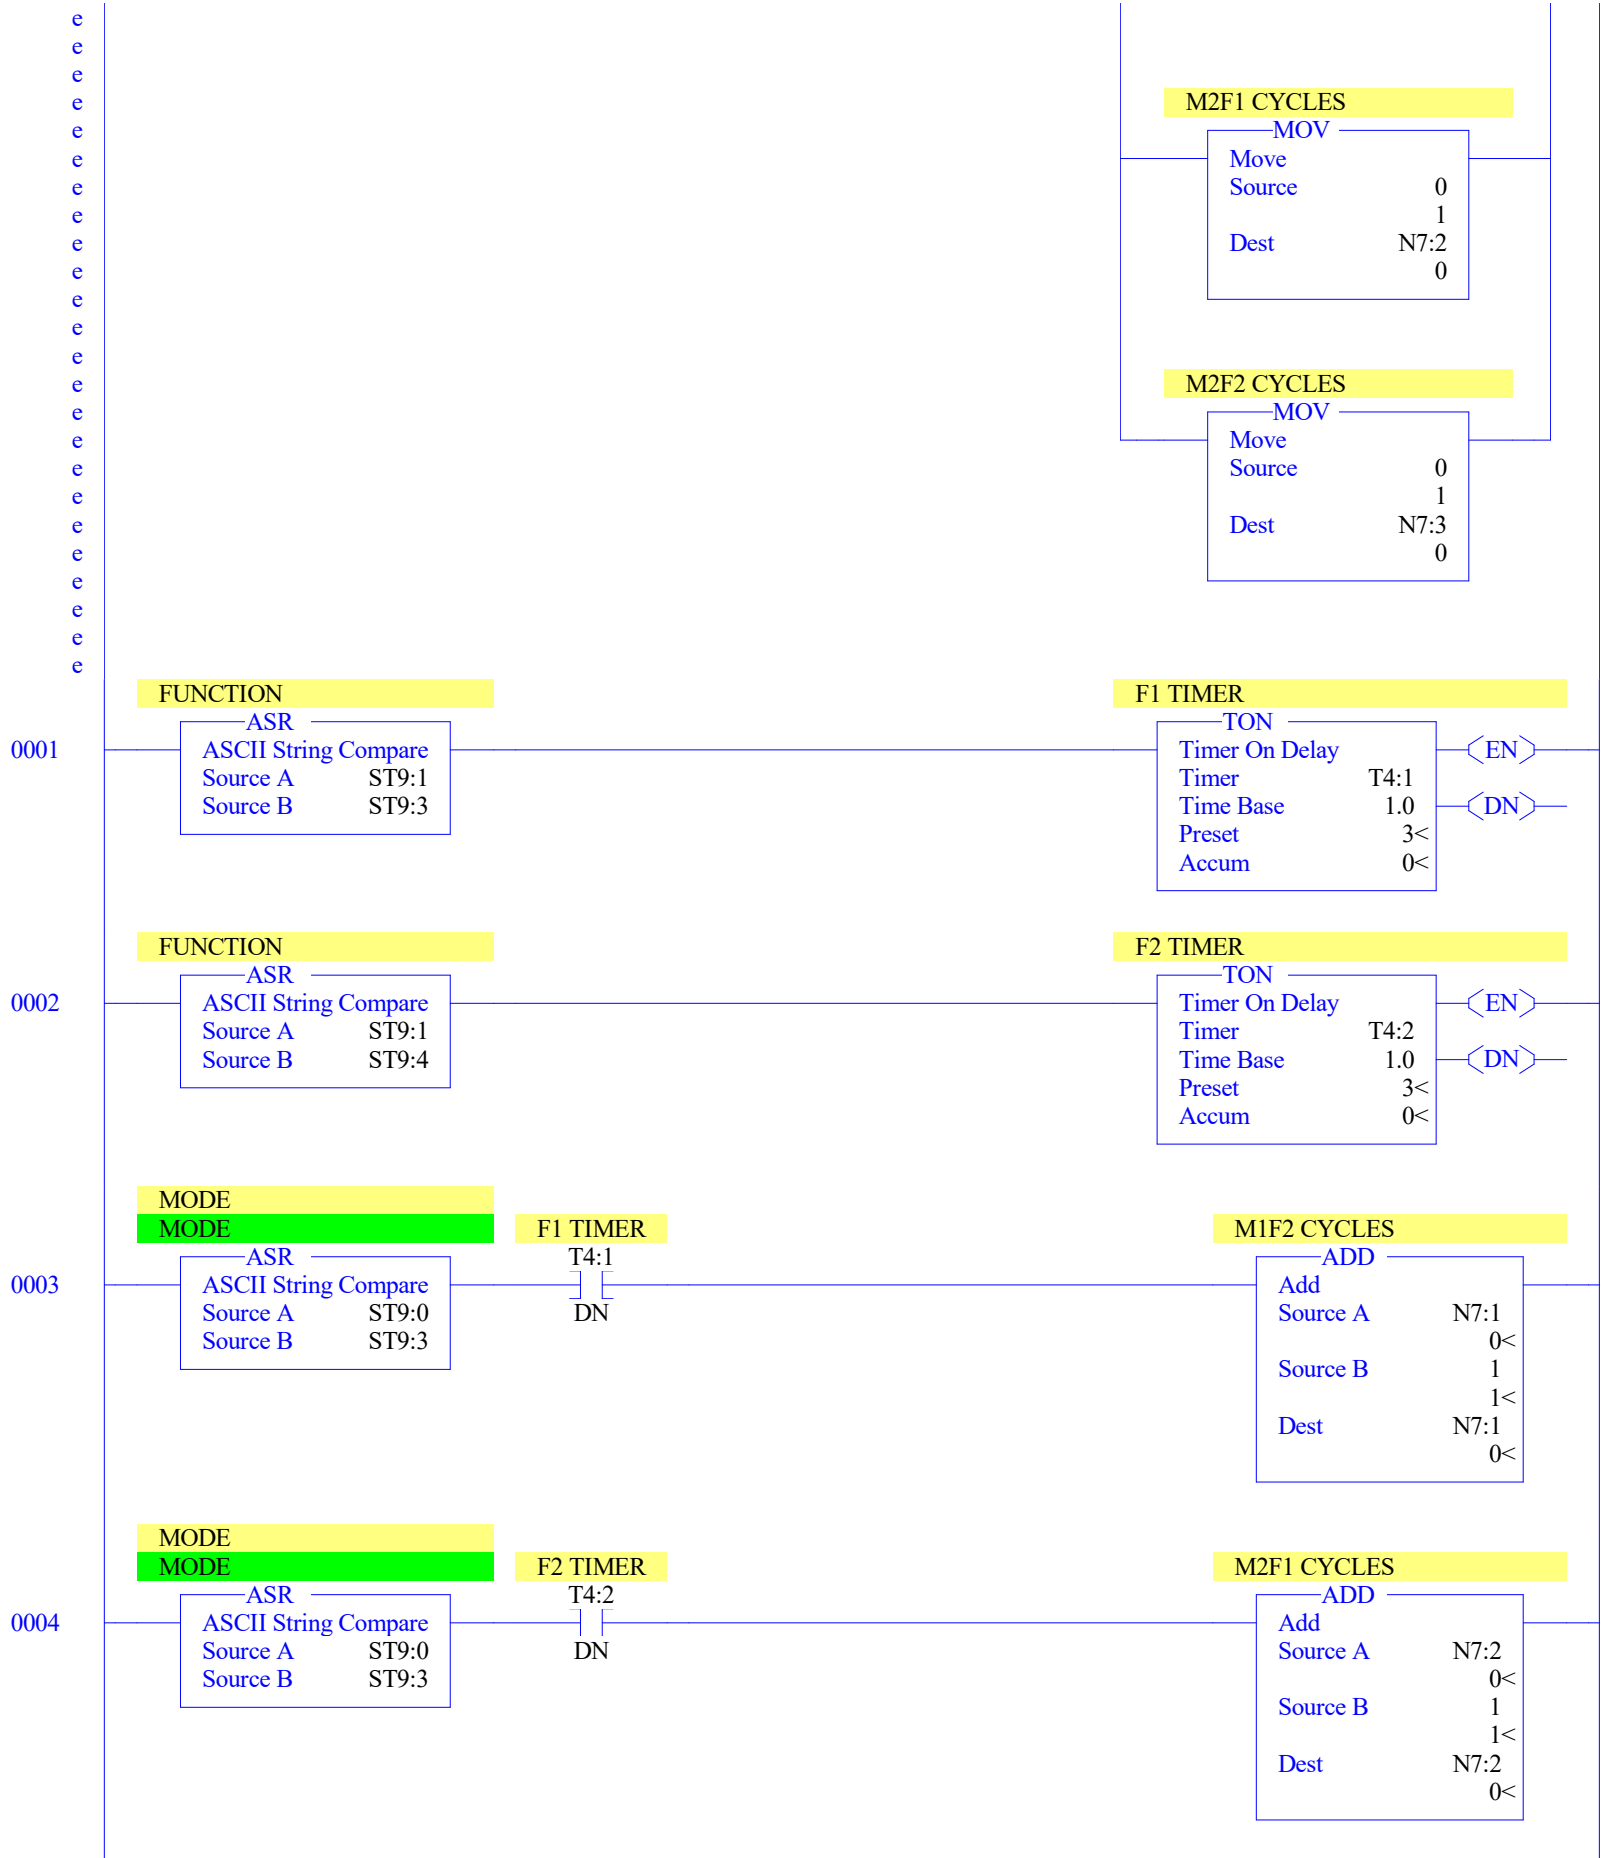 e
e
e
e
M2F1 CYCLES
e
MOV
e
Move
e
Source 0
e
1
e
Dest N7:2
e
0
e
e
e
e
M2F2 CYCLES
e
MOV
e
Move
e
Source 0
e
1
e
Dest N7:3
e
0
e
e
e
e
e
FUNCTION F1 TIMER
ASR TON
0001 ASCII String Compare Timer On Delay EN
Source A ST9:1 Timer T4:1
Source B ST9:3 Time Base 1.0 DN
Preset 3<
Accum 0<
FUNCTION F2 TIMER
ASR TON
0002 ASCII String Compare Timer On Delay EN
Source A ST9:1 Timer T4:2
Source B ST9:4 Time Base 1.0 DN
Preset 3<
Accum 0<
MODE
MODE F1 TIMER M1F2 CYCLES
ASR T4:1 ADD
0003 ASCII String Compare Add
Source A ST9:0 DN Source A N7:1
Source B ST9:3 0<
Source B 1
1<
Dest N7:1
0<
MODE
MODE F2 TIMER M2F1 CYCLES
ASR T4:2 ADD
0004 ASCII String Compare Add
Source A ST9:0 DN Source A N7:2
Source B ST9:3 0<
Source B 1
1<
Dest N7:2
0<